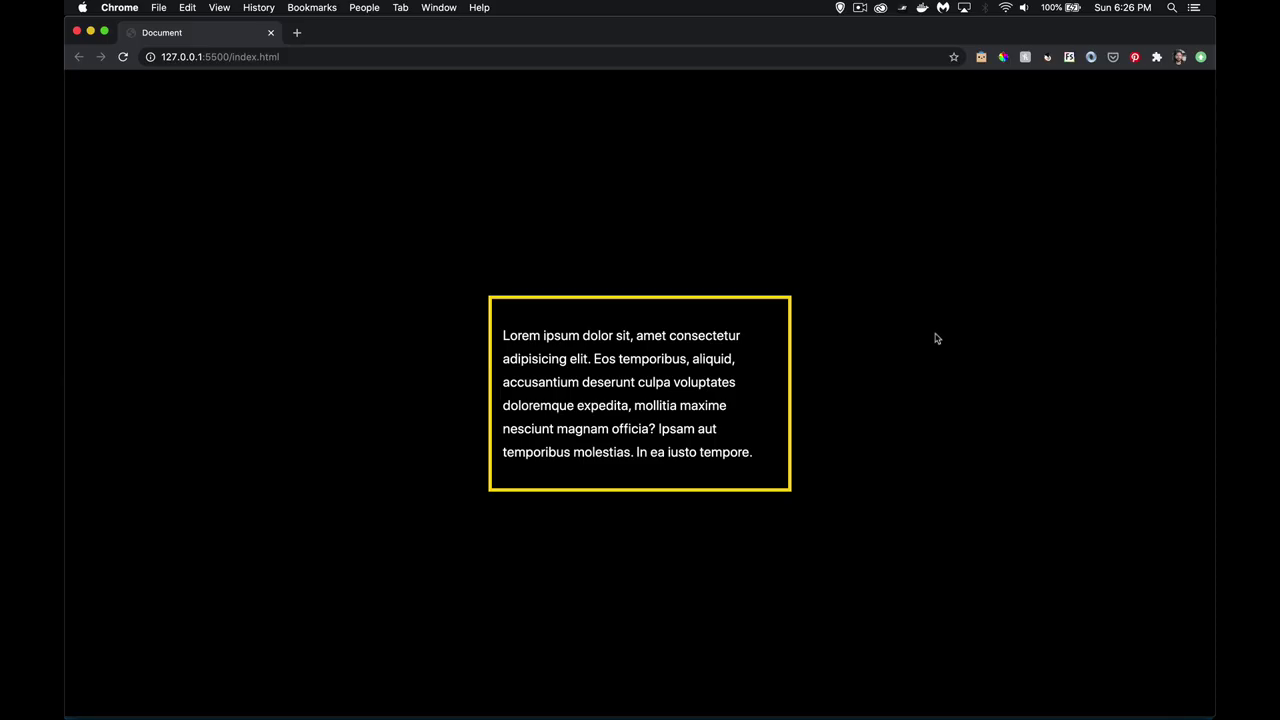 Chrome File Edit View History Bookmarks People Tab Window Help 100% Sun 6:26 PM
Document
127.0.0.1:5500/index.html
Lorem ipsum dolor sit, amet consectetur
adipisicing elit. Eos temporibus, aliquid,
accusantium deserunt culpa voluptates
doloremque expedita, mollitia maxime
nesciunt magnam officia? Ipsam aut
temporibus molestias. In ea iusto tempore.